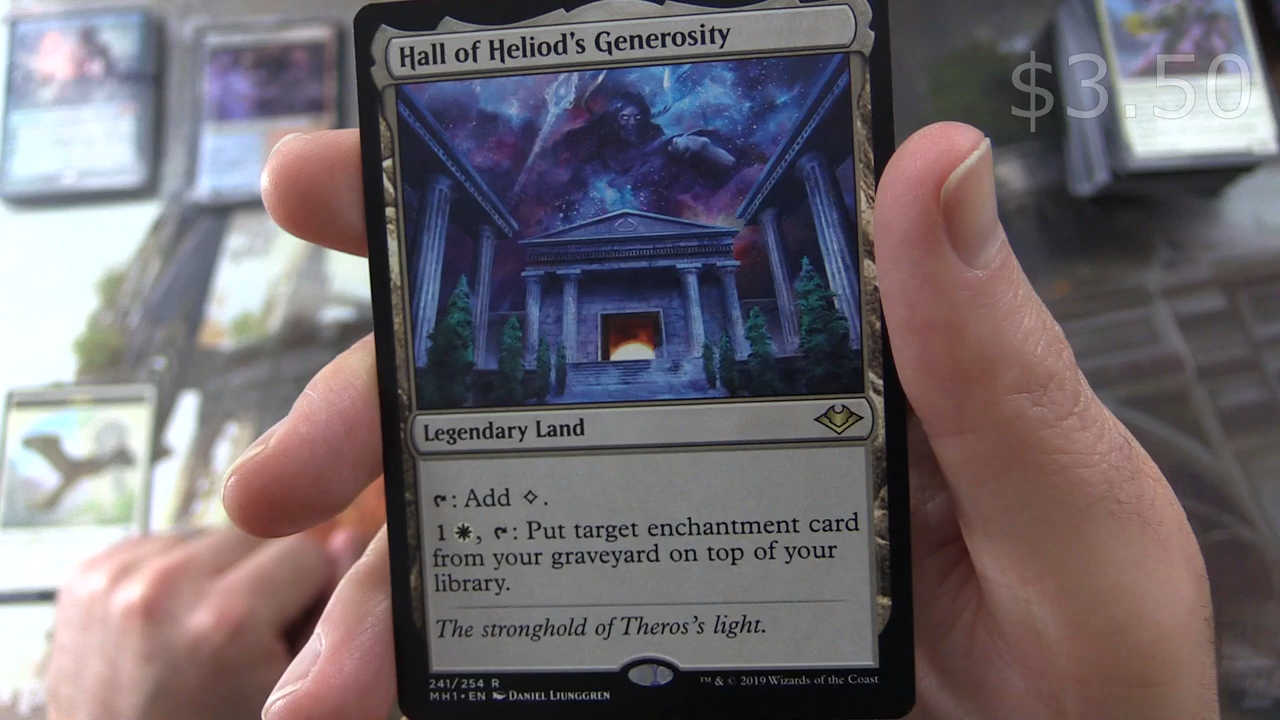 Hall of Heliod's Generosity
$3.50
Legendary Land
: Add .
1 , : Put target enchantment card
from your graveyard on top of your
library.
The stronghold of Theros's light.
241/254 R
MH1 • EN DANIEL LJUNGGREN
™ & © 2019 Wizards of the Coast